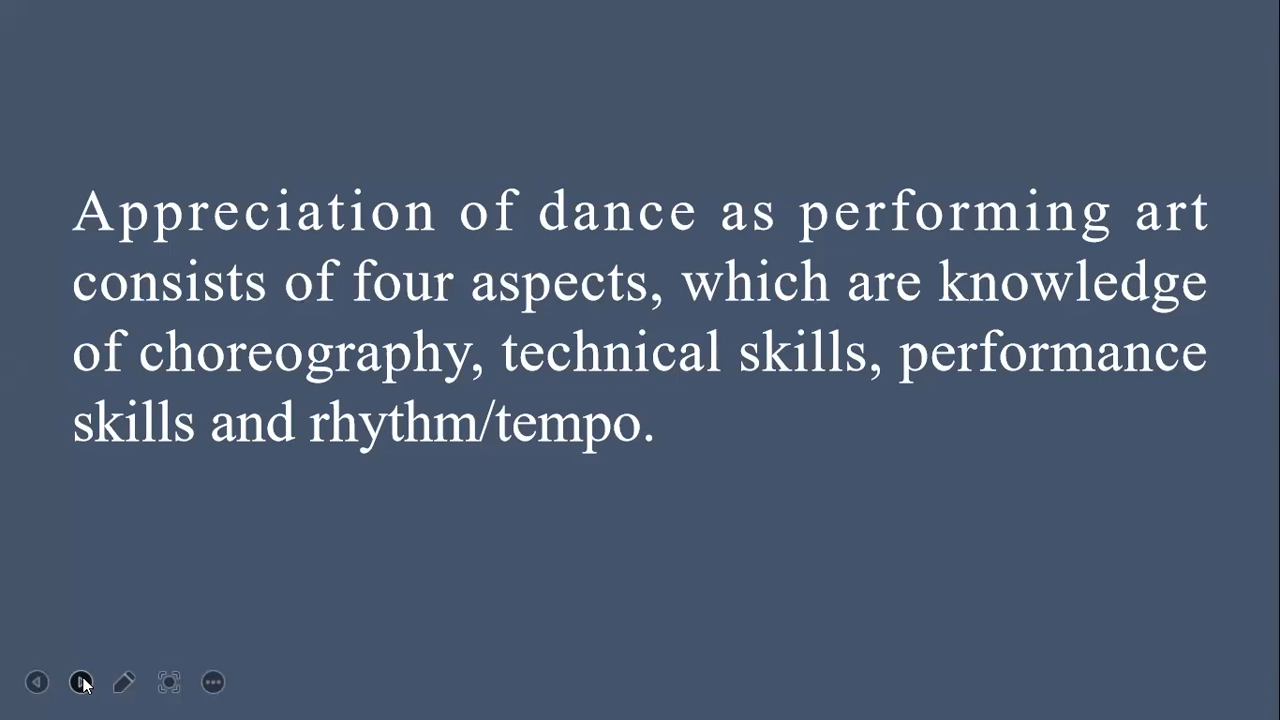 Appreciation of dance as performing art
consists of four aspects, which are knowledge
of choreography, technical skills, performance
skills and rhythm/tempo.